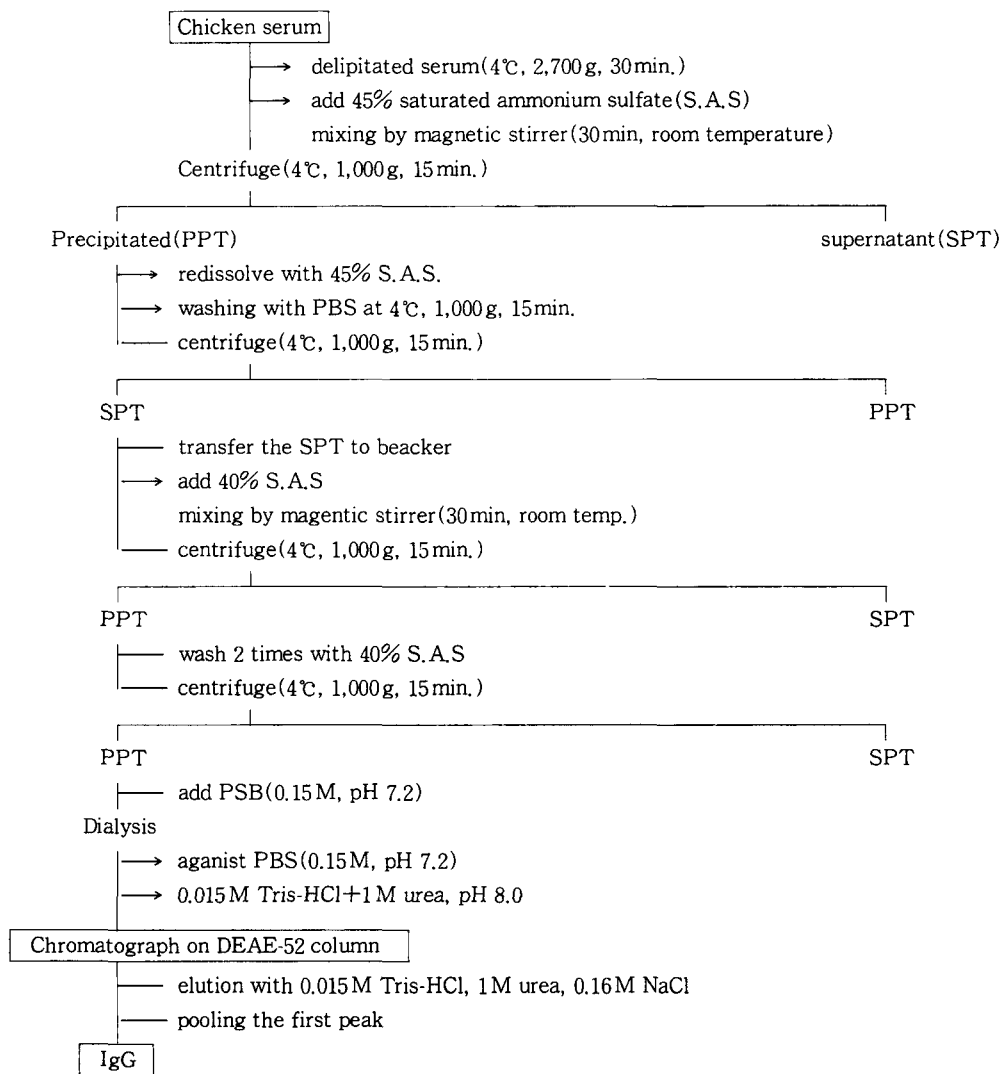 Chicken serum
delipitated serum(4℃, 2,700g, 30min.)
add 45% saturated ammonium sulfate(S.A.S)
mixing by magnetic stirrer(30min, room temperature)
Centrifuge(4℃, 1,000g, 15min.)
Precipitated(PPT) supernatant(SPT)
redissolve with 45% S.A.S.
washing with PBS at 4℃, 1,000g, 15min.
centrifuge(4℃, 1,000g, 15min.)
SPT PPT
transfer the SPT to beacker
add 40% S.A.S
mixing by magentic stirrer(30min, room temp.)
centrifuge(4℃, 1,000g, 15min.)
PPT SPT
wash 2 times with 40% S.A.S
centrifuge(4℃, 1,000g, 15min.)
PPT SPT
add PSB(0.15M, pH 7.2)
Dialysis
aganist PBS(0.15M, pH 7.2)
0.015M Tris-HCl+1M urea, pH 8.0
Chromatograph on DEAE-52 column
elution with 0.015M Tris-HCl, 1M urea, 0.16M NaCl
pooling the first peak
IgG